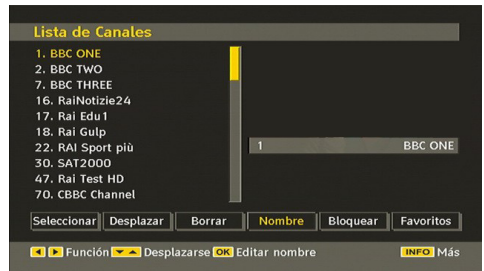 Lista de Canales
1. BBC ONE
2. BBC TWO
7. BBC THREE
16. RaiNotizie24
17. Rai Edu1
18. Rai Gulp
22. RAI Sport più
30. SAT2000
47. Rai Test HD
70. CBBC Channel
1 BBC ONE
Seleccionar Desplazar Borrar Nombre Bloquear Favoritos
Función Desplazarse OK Editar nombre INFO Más